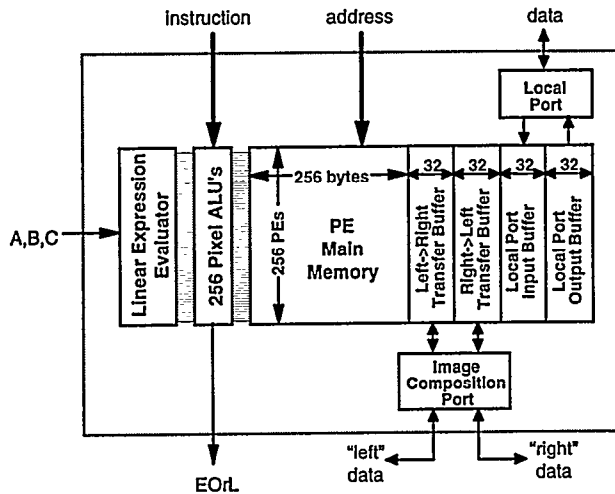 instruction
address
data
Local
Port
A,B,C
Linear Expression
Evaluator
256 Pixel ALU's
256 bytes
256 PEs
PE
Main
Memory
32
32
32
32
Left->Right
Transfer Buffer
Right->Left
Transfer Buffer
Local Port
Input Buffer
Local Port
Output Buffer
Image
Composition
Port
"left"
data
"right"
data
EOrL